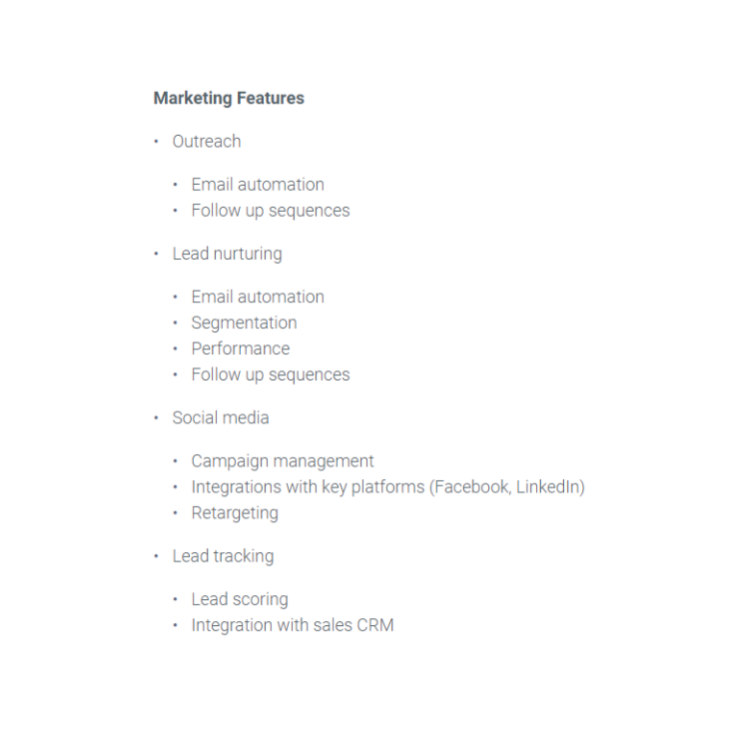 Marketing Features
• Outreach
• Email automation
• Follow up sequences
• Lead nurturing
• Email automation
• Segmentation
• Performance
• Follow up sequences
• Social media
• Campaign management
• Integrations with key platforms (Facebook, LinkedIn)
• Retargeting
• Lead tracking
• Lead scoring
• Integration with sales CRM